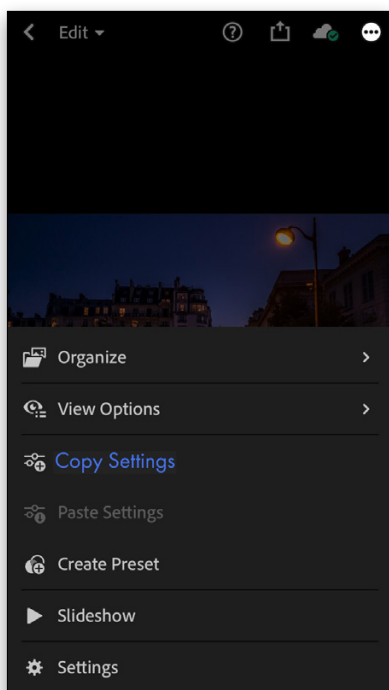 Edit
Organize
View Options
Copy Settings
Paste Settings
Create Preset
Slideshow
Settings